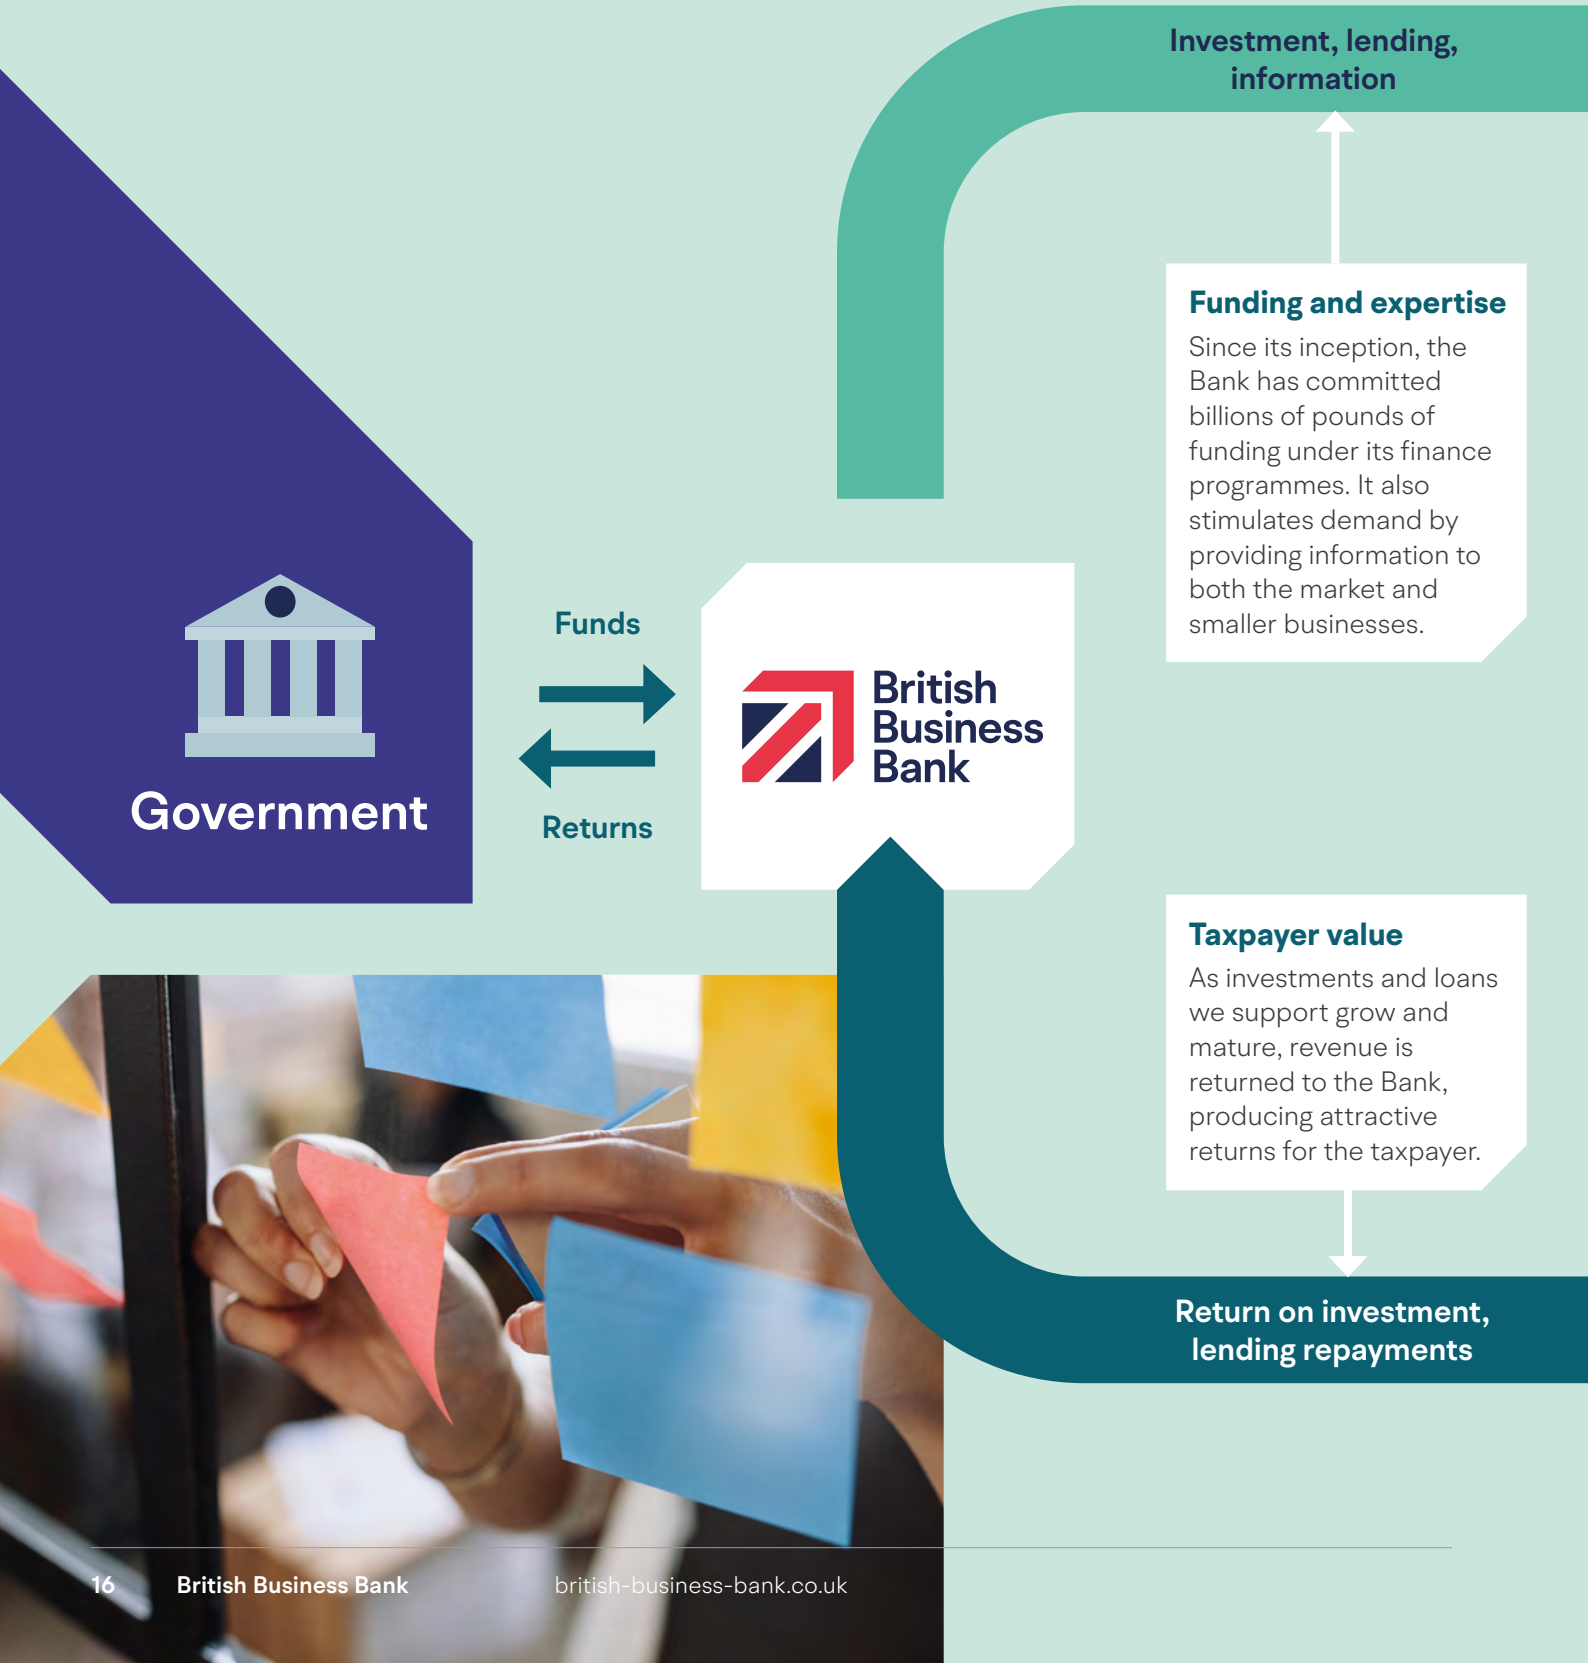 Investment, lending,
information
Funding and expertise
Since its inception, the
Bank has committed
billions of pounds of
funding under its finance
programmes. It also
stimulates demand by
providing information to
both the market and
smaller businesses.
Funds
British
Business
Bank
Government
Returns
Taxpayer value
As investments and loans
we support grow and
mature, revenue is
returned to the Bank,
producing attractive
returns for the taxpayer.
Return on investment,
lending repayments
16 British Business Bank british-business-bank.co.uk